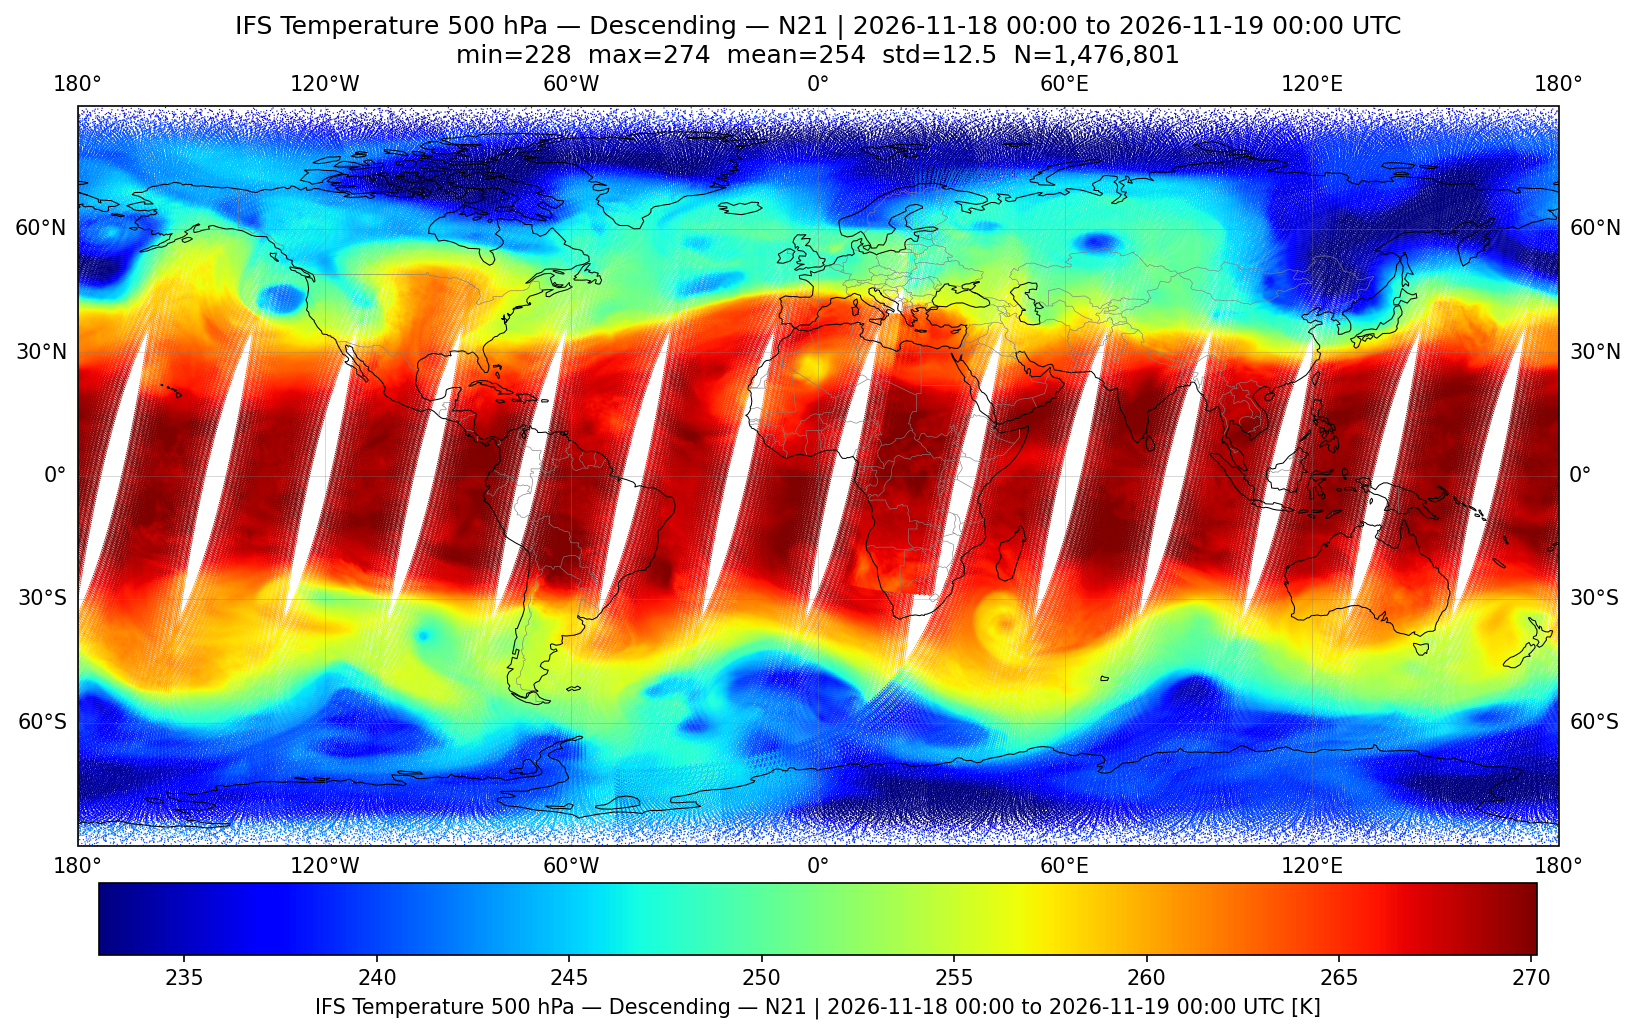 IFS Temperature 500 hPa — Descending — N21 | 2026-11-18 00:00 to 2026-11-19 00:00 UTC
min=228 max=274 mean=254 std=12.5 N=1,476,801
180° 120°W 60°W 0° 60°E 120°E 180°
60°N 60°N
30°N 30°N
0° 0°
30°S 30°S
60°S 60°S
180° 120°W 60°W 0° 60°E 120°E 180°
235 240 245 250 255 260 265 270
IFS Temperature 500 hPa — Descending — N21 | 2026-11-18 00:00 to 2026-11-19 00:00 UTC [K]